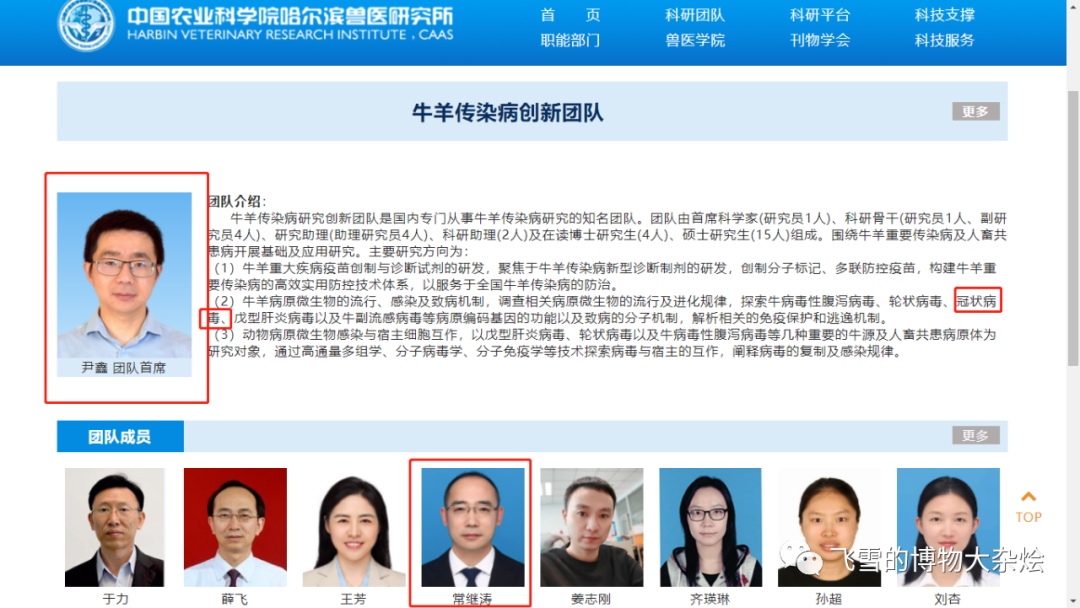 中国农业科学院哈尔滨兽医研究所
HARBIN VETERINARY RESEARCH INSTITUTE , CAAS
首 页 科研团队 科研平台 科技支撑
职能部门 兽医学院 刊物学会 科技服务
牛羊传染病创新团队
更多
团队介绍：
牛羊传染病研究创新团队是国内专门从事牛羊传染病研究的知名团队。团队由首席科学家(研究员1人)、科研骨干(研究员1人、副研
究员4人)、研究助理(助理研究员4人)、科研助理(2人)及在读博士研究生(4人)、硕士研究生(15人)组成。围绕牛羊重要传染病及人畜共
患病开展基础及应用研究。主要研究方向为：
（1）牛羊重大疾病疫苗创制与诊断试剂的研发，聚焦于牛羊传染病新型诊断制剂的研发，创制分子标记、多联防控疫苗，构建牛羊重
要传染病的高效实用防控技术体系，以服务于全国牛羊传染病的防治。
（2）牛羊病原微生物的流行、感染及致病机制，调查相关病原微生物的流行及进化规律，探索牛病毒性腹泻病毒、轮状病毒、冠状病
毒、戊型肝炎病毒以及牛副流感病毒等病原编码基因的功能以及致病的分子机制，解析相关的免疫保护和逃逸机制。
（3）动物病原微生物感染与宿主细胞互作，以戊型肝炎病毒、轮状病毒以及牛病毒性腹泻病毒等几种重要的牛源及人畜共患病原体为
研究对象，通过高通量多组学、分子病毒学、分子免疫学等技术探索病毒与宿主的互作，阐释病毒的复制及感染规律。
尹鑫 团队首席
团队成员
更多
TOP
飞雪的博物大杂烩
于力 薛飞 王芳 常继涛 姜志刚 齐瑛琳 孙超 刘杏